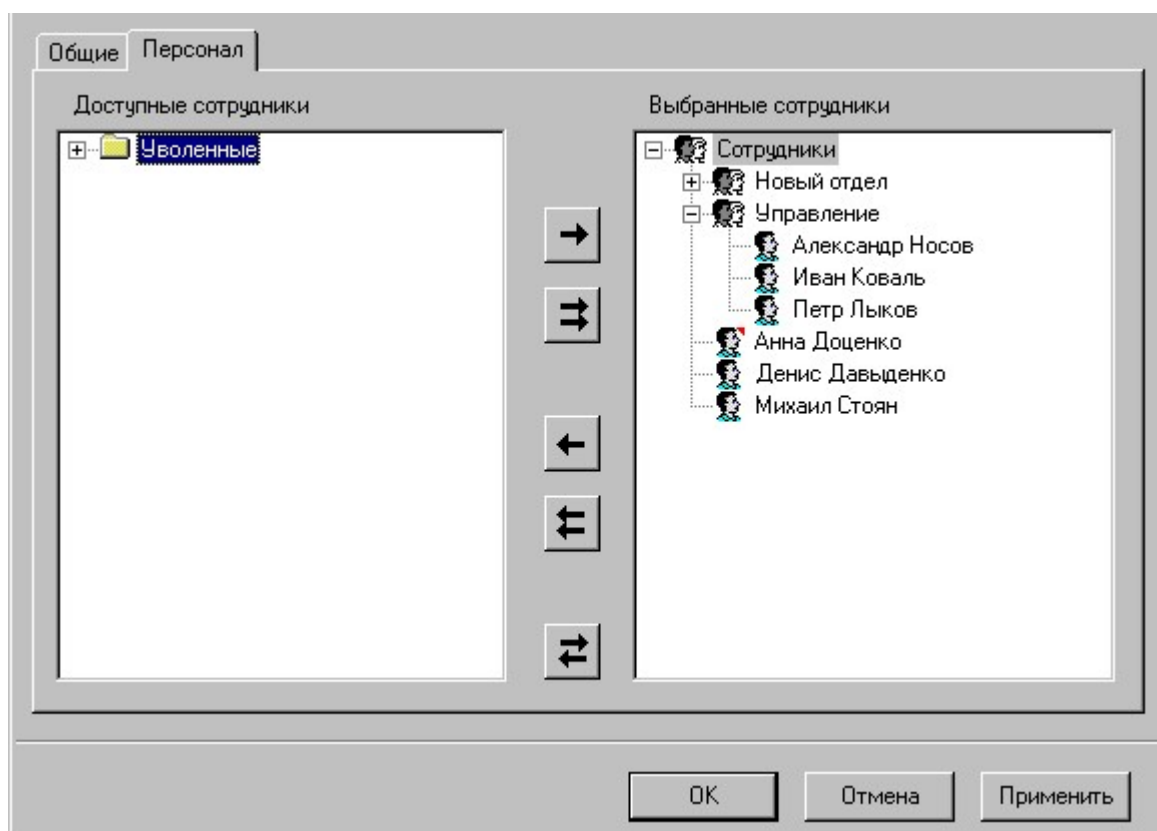 Общие Персонал
Доступные сотрудники
Уволенные
Выбранные сотрудники
Сотрудники
Новый отдел
Управление
Александр Носов
Иван Коваль
Петр Лыков
Анна Доценко
Денис Давыденко
Михаил Стоян
OK Отмена Применить